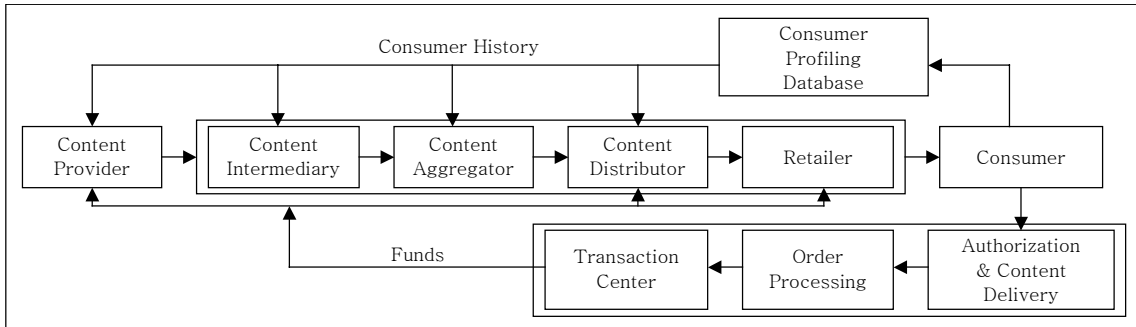 Consumer History
Consumer
Profiling
Database
Content
Provider
Content
Intermediary
Content
Aggregator
Content
Distributor
Retailer
Consumer
Funds
Transaction
Center
Order
Processing
Authorization
& Content
Delivery